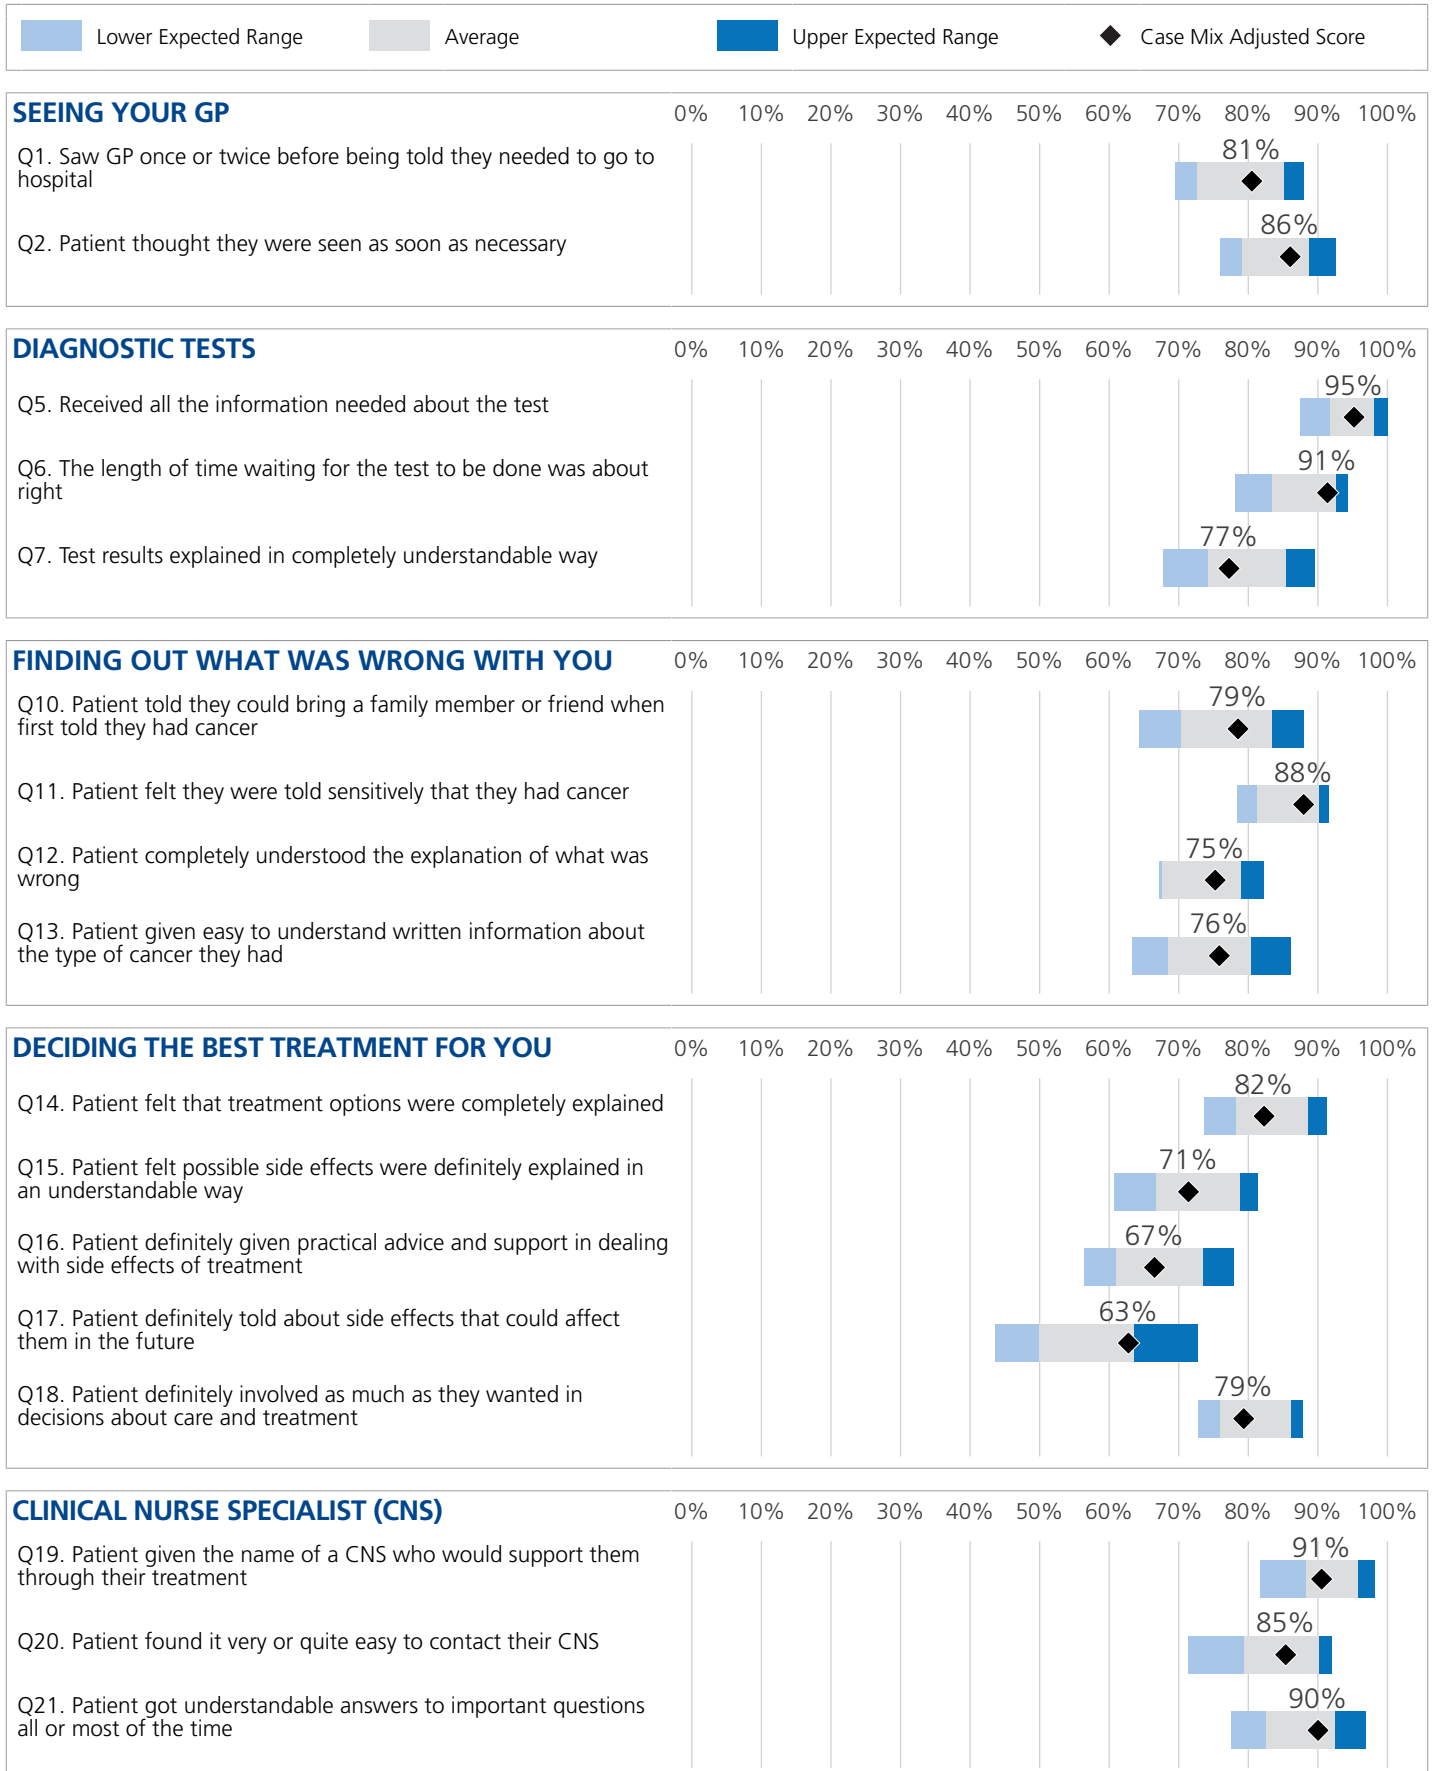 Lower Expected Range Average Upper Expected Range Case Mix Adjusted Score
SEEING YOUR GP 0% 10% 20% 30% 40% 50% 60% 70% 80% 90% 100%
Q1. Saw GP once or twice before being told they needed to go to
hospital
81%
Q2. Patient thought they were seen as soon as necessary
86%
DIAGNOSTIC TESTS 0% 10% 20% 30% 40% 50% 60% 70% 80% 90% 100%
Q5. Received all the information needed about the test
95%
Q6. The length of time waiting for the test to be done was about
right
91%
Q7. Test results explained in completely understandable way
77%
FINDING OUT WHAT WAS WRONG WITH YOU 0% 10% 20% 30% 40% 50% 60% 70% 80% 90% 100%
Q10. Patient told they could bring a family member or friend when
first told they had cancer
79%
Q11. Patient felt they were told sensitively that they had cancer
88%
Q12. Patient completely understood the explanation of what was
wrong
75%
Q13. Patient given easy to understand written information about
the type of cancer they had
76%
DECIDING THE BEST TREATMENT FOR YOU 0% 10% 20% 30% 40% 50% 60% 70% 80% 90% 100%
Q14. Patient felt that treatment options were completely explained
82%
Q15. Patient felt possible side effects were definitely explained in
an understandable way
71%
Q16. Patient definitely given practical advice and support in dealing
with side effects of treatment
67%
Q17. Patient definitely told about side effects that could affect
them in the future
63%
Q18. Patient definitely involved as much as they wanted in
decisions about care and treatment
79%
CLINICAL NURSE SPECIALIST (CNS) 0% 10% 20% 30% 40% 50% 60% 70% 80% 90% 100%
Q19. Patient given the name of a CNS who would support them
through their treatment
91%
Q20. Patient found it very or quite easy to contact their CNS
85%
Q21. Patient got understandable answers to important questions
all or most of the time
90%